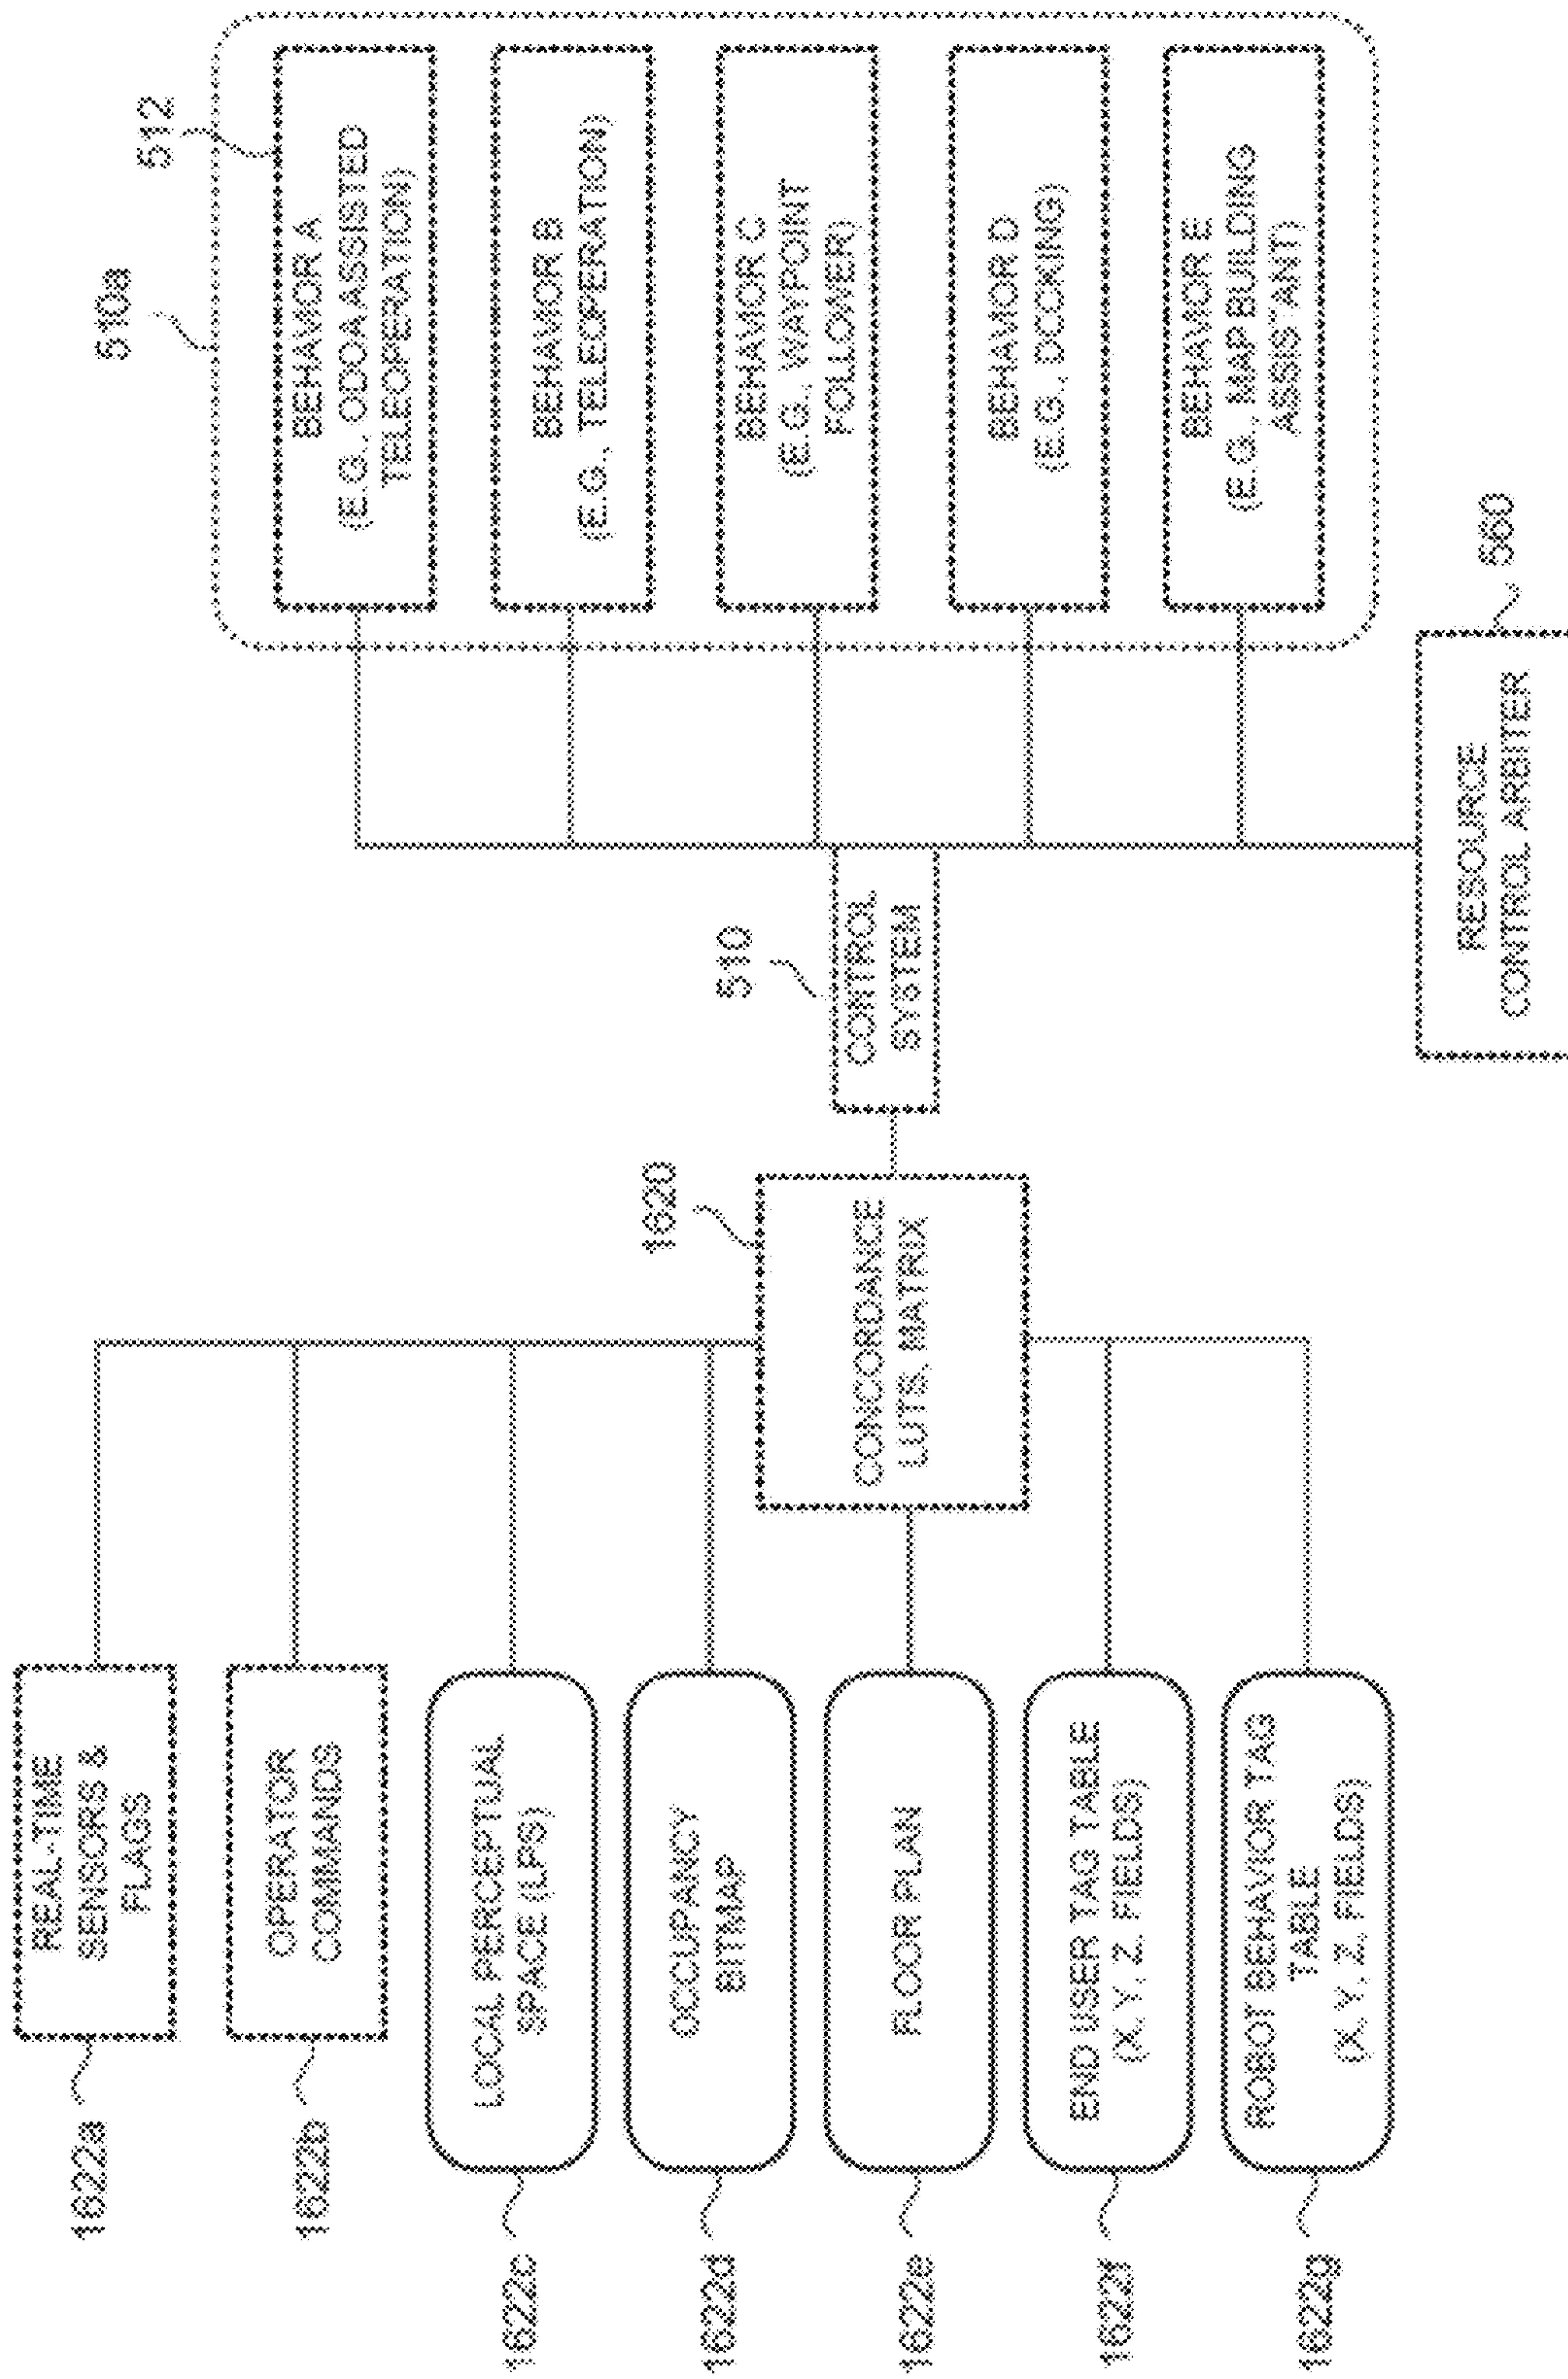 1622a
REAL-TIME
SENSORS &
FLAGS
1622b
OPERATOR
COMMANDS
1622c
LOCAL PERCEPTUAL
SPACE (LPS)
1622d
OCCUPANCY
BITMAP
1622e
FLOOR PLAN
1622f
END USER TAG TABLE
(X, Y, Z, FIELDS)
1622g
ROBOT BEHAVIOR TAG
TABLE
(X, Y, Z, FIELDS)
1620
CONCORDANCE
LUTS, MATRIX
510
CONTROL
SYSTEM
510a
512
BEHAVIOR A
(E.G., ODOA ASSISTED
TELEOPERATION)
BEHAVIOR B
(E.G., TELEOPERATION)
BEHAVIOR C
(E.G., WAYPOINT
FOLLOWER)
BEHAVIOR D
(E.G., DOCKING)
BEHAVIOR E
(E.G., MAP BUILDING
ASSISTANT)
560
RESOURCE
CONTROL ARBITER